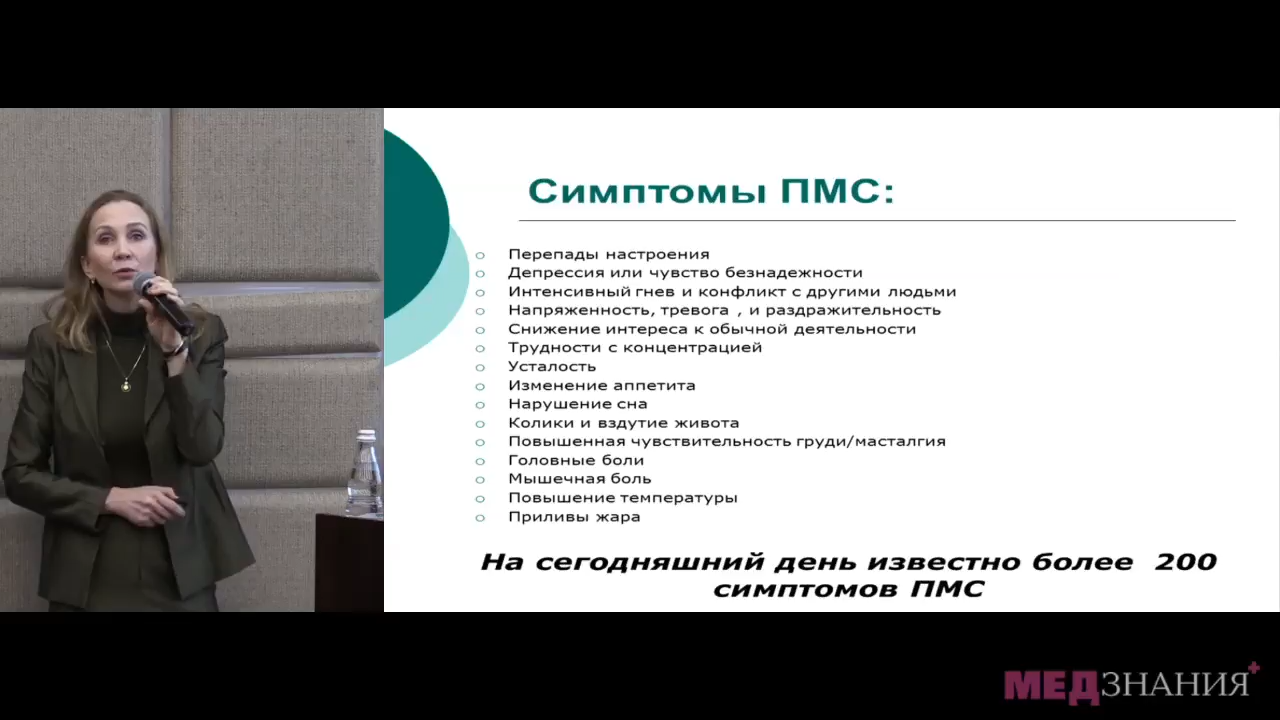 Симптомы ПМС:
Перепады настроения
Депрессия или чувство безнадежности
Интенсивный гнев и конфликт с другими людьми
Напряженность, тревога , и раздражительность
Снижение интереса к обычной деятельности
Трудности с концентрацией
Усталость
Изменение аппетита
Нарушение сна
Колики и вздутие живота
Повышенная чувствительность груди/масталгия
Головные боли
Мышечная боль
Повышение температуры
Приливы жара
На сегодняшний день известно более 200
симптомов ПМС
МЕДЗНАНИЯ+